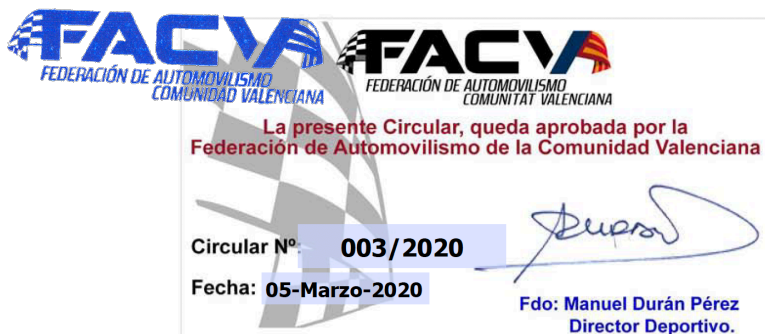 FACV
FEDERACIÓN DE AUTOMOVILISMO
COMUNIDAD VALENCIANA
FACV
FEDERACIÓN DE AUTOMOVILISMO
COMUNITAT VALENCIANA
La presente Circular, queda aprobada por la
Federación de Automovilismo de la Comunidad Valenciana
Circular Nº: 003/2020
Fecha: 05-Marzo-2020
Fdo: Manuel Durán Pérez
Director Deportivo.